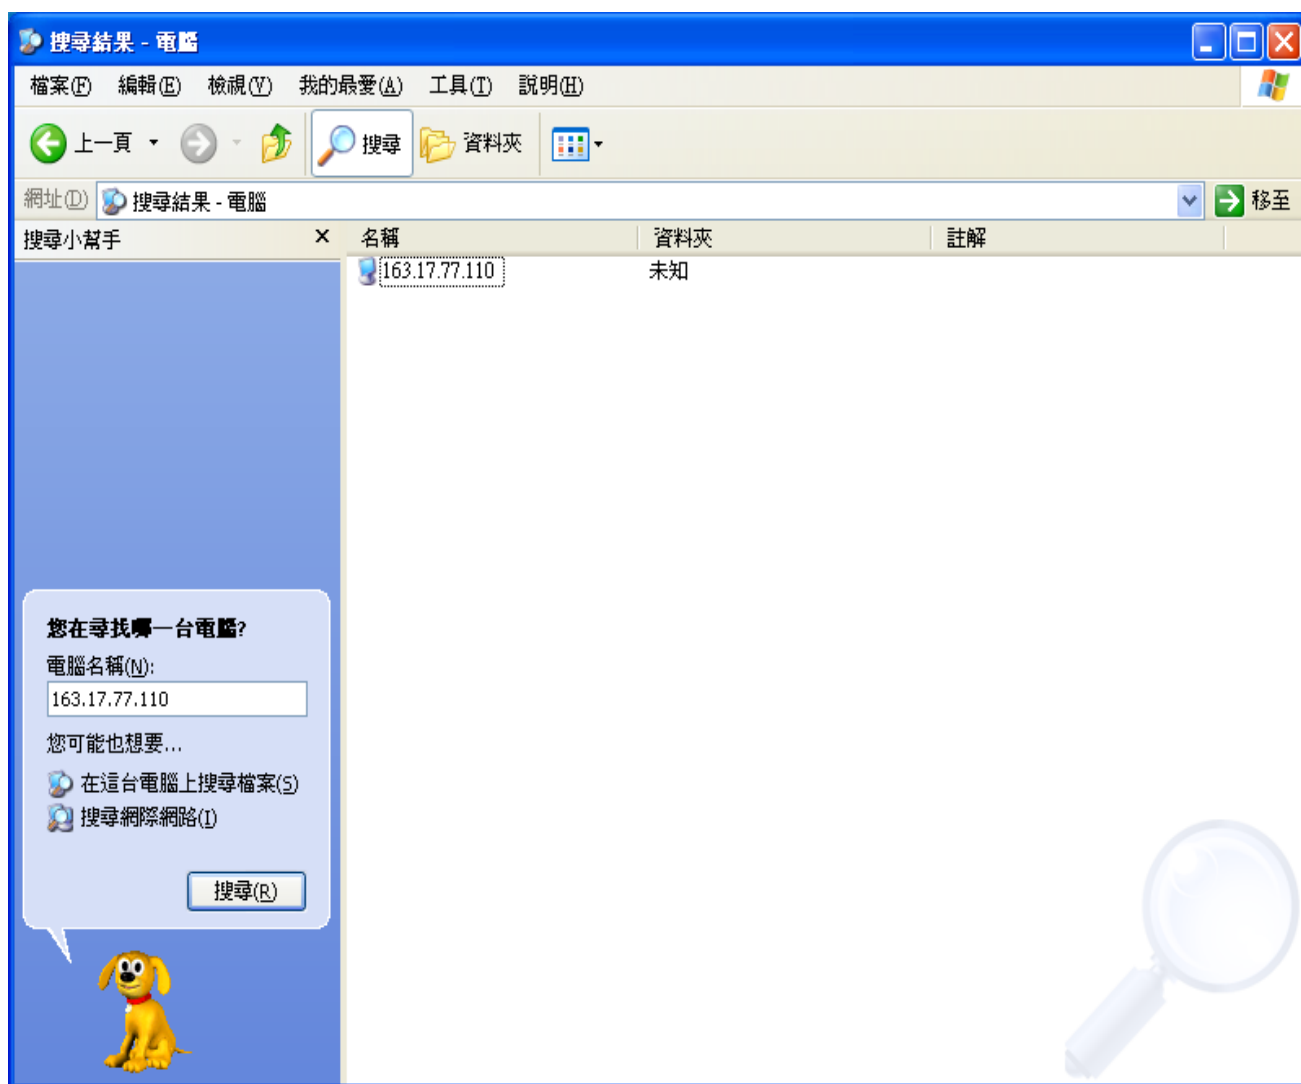 搜尋結果 - 電腦
檔案(F) 編輯(E) 檢視(V) 我的最愛(A) 工具(T) 說明(H)
上一頁 搜尋 資料夾
網址(D) 搜尋結果 - 電腦 移至
搜尋小幫手
名稱 資料夾 註解
163.17.77.110 未知
您在尋找哪一台電腦?
電腦名稱(N):
163.17.77.110
您可能也想要...
在這台電腦上搜尋檔案(S)
搜尋網際網路(I)
搜尋(R)